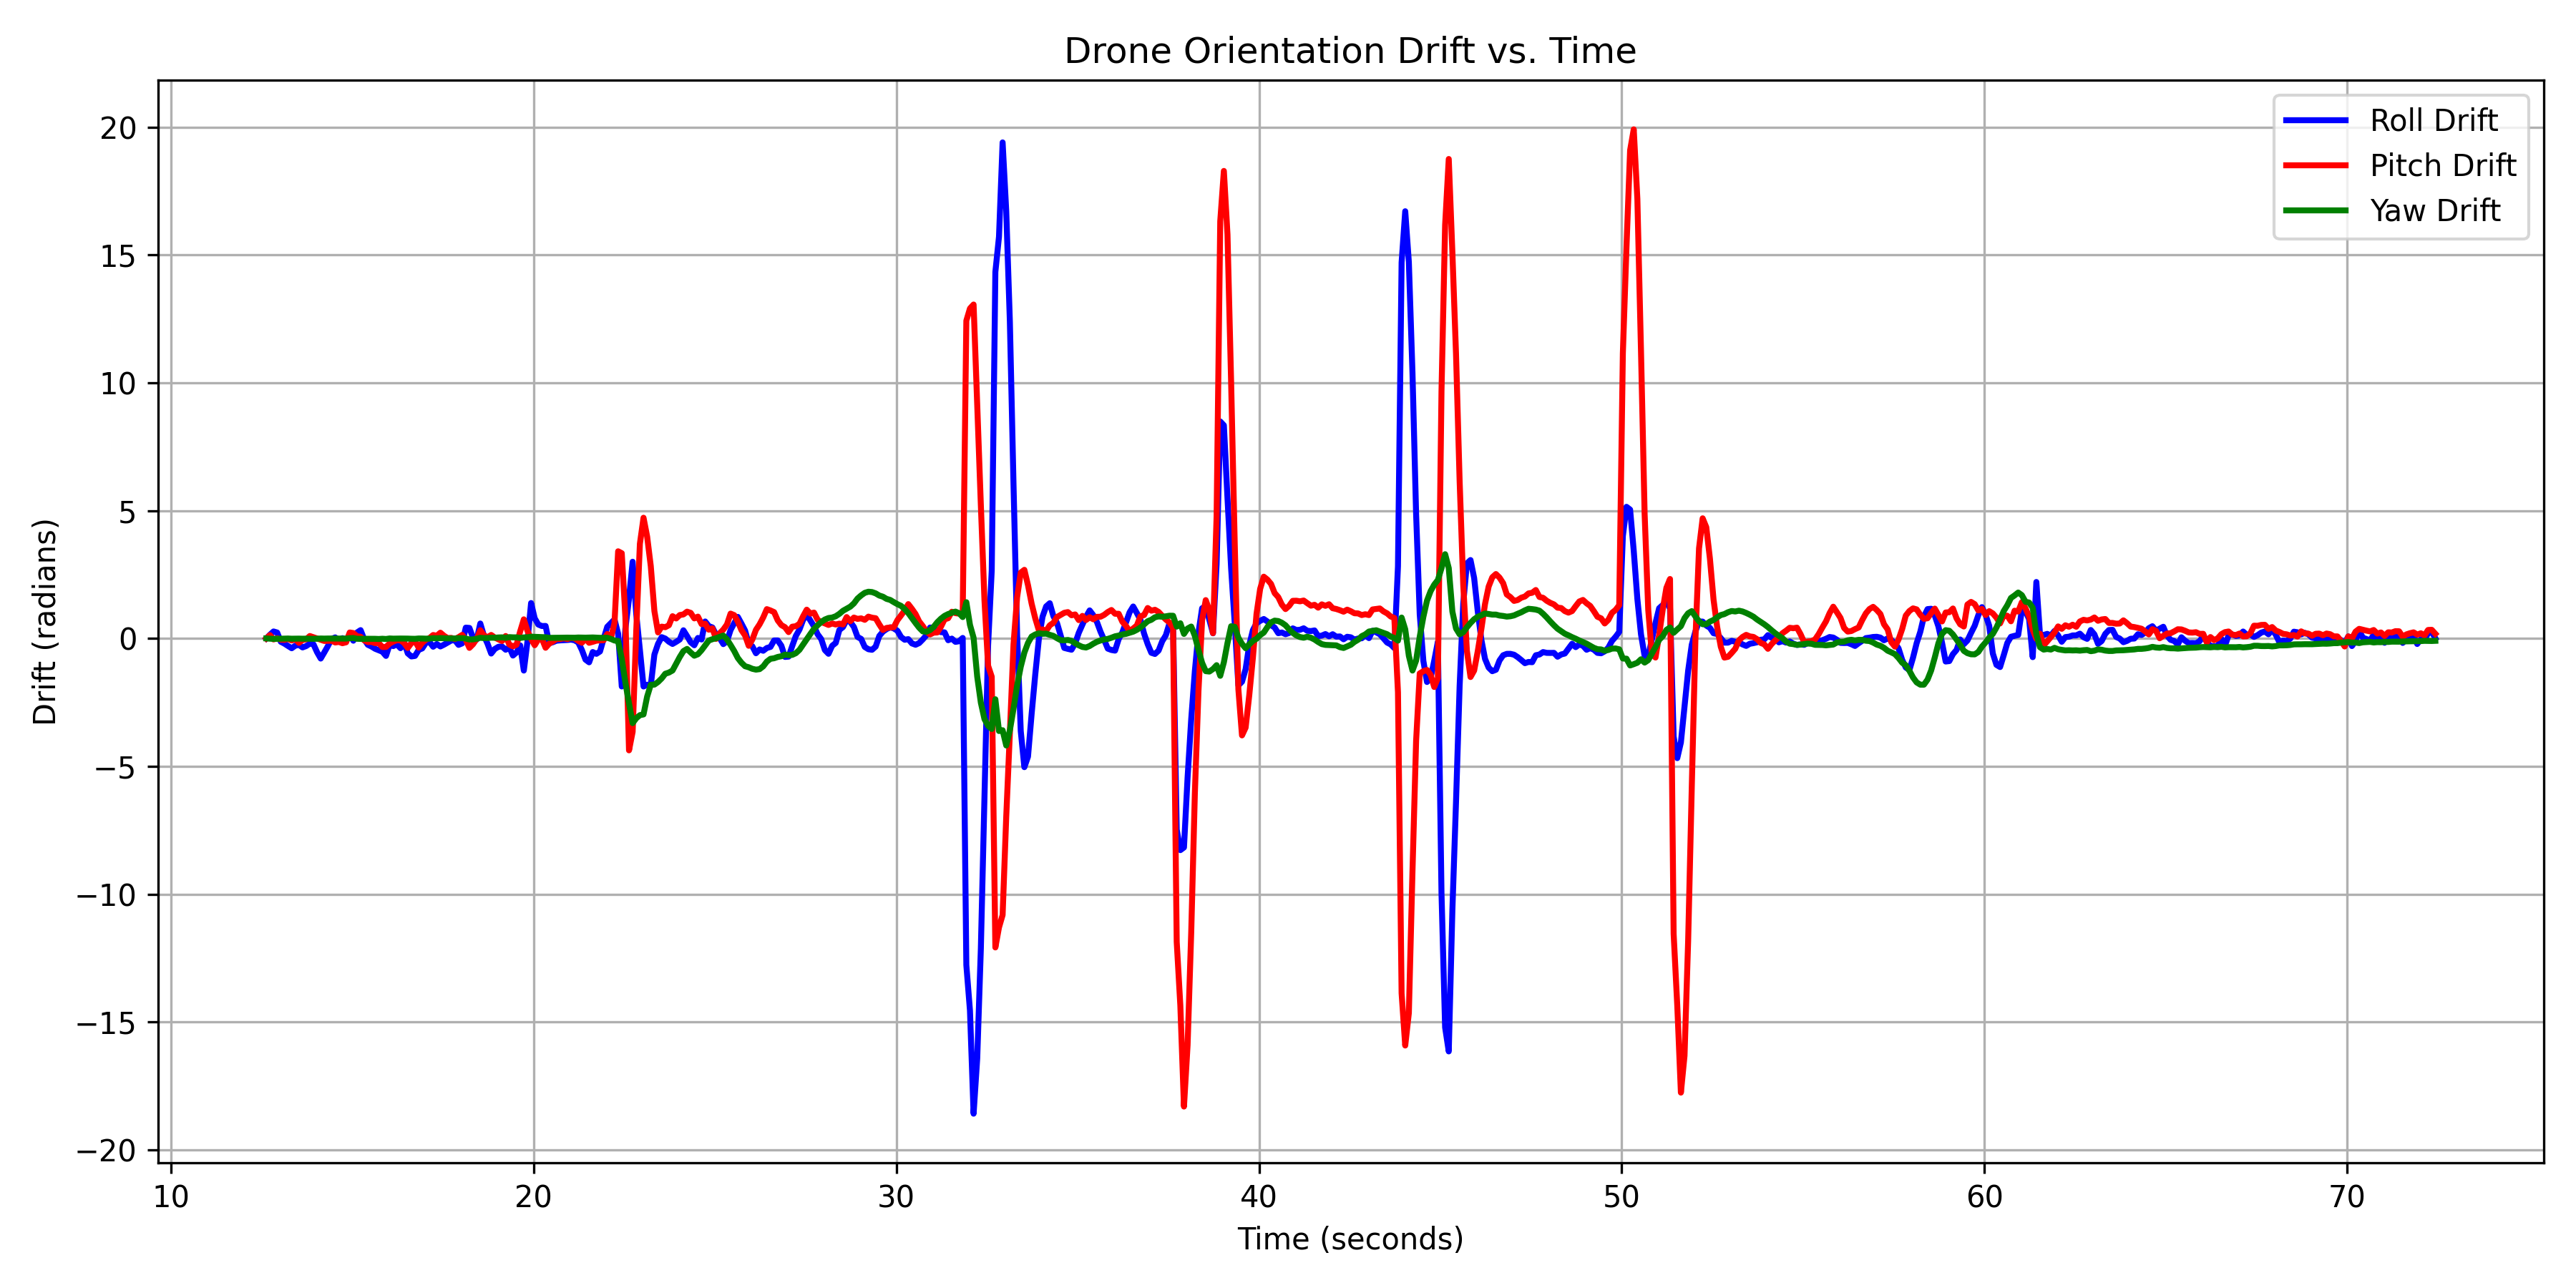 Drone Orientation Drift vs. Time
Roll Drift
Pitch Drift
Yaw Drift
Drift (radians)
20
15
10
5
0
−5
−10
−15
−20
10 20 30 40 50 60 70
Time (seconds)